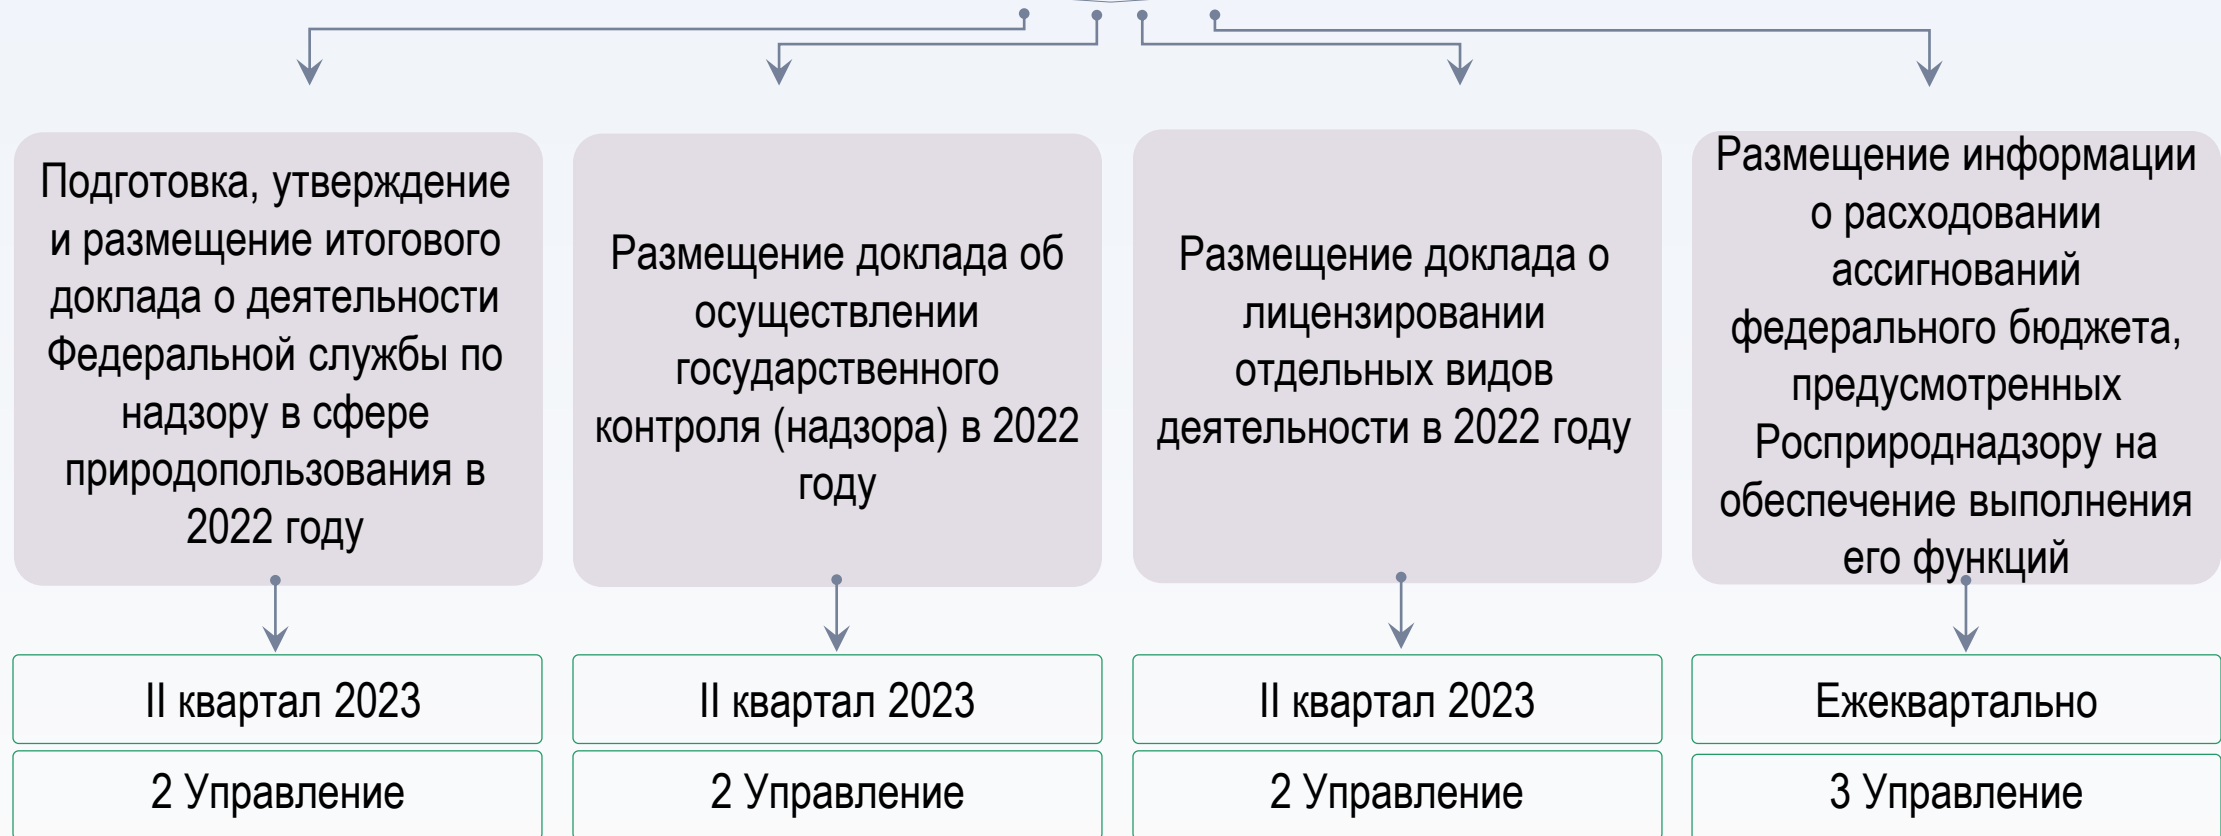 Подготовка, утверждение
и размещение итогового
доклада о деятельности
Федеральной службы по
надзору в сфере
природопользования в
2022 году
Размещение доклада об
осуществлении
государственного
контроля (надзора) в 2022
году
Размещение доклада о
лицензировании
отдельных видов
деятельности в 2022 году
Размещение информации
о расходовании
ассигнований
федерального бюджета,
предусмотренных
Росприроднадзору на
обеспечение выполнения
его функций
II квартал 2023
II квартал 2023
II квартал 2023
Ежеквартально
2 Управление
2 Управление
2 Управление
3 Управление